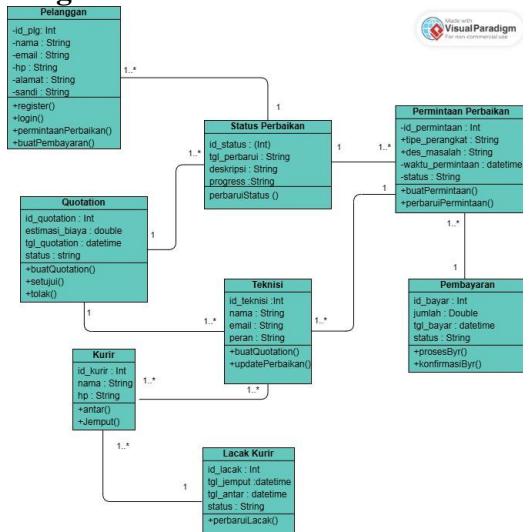 Pelanggan
-id_plg: Int
-nama : String
-email : String
-hp : String
-alamat : String
-sandi : String
+register()
+login()
+permintaanPerbaikan()
+buatPembayaran()
Made with
Visual Paradigm
For non-commercial use
1..*
1
Status Perbaikan
id_status : (Int)
tgl_perbarui : String
deskripsi : String
progress :String
perbaruiStatus ()
1
1..*
Permintaan Perbaikan
-id_permintaan : Int
+tipe_perangkat : String
+des_masalah : String
-waktu_permintaan : datetime
-status : String
+buatPermintaan()
+perbaruiPermintaan()
1..*
1
Quotation
id_quotation : Int
estimasi_biaya : double
tgl_quotation : datetime
status : string
+buatQuotation()
+setujui()
+tolak()
1
1..*
Teknisi
id_teknisi :Int
nama : String
email : String
peran : String
+buatQuotation()
+updatePerbaikan()
1..*
1
1..*
1
Pembayaran
id_bayar : Int
jumlah : Double
tgl_bayar : datetime
status : String
+prosesByr()
+konfirmasiByr()
Kurir
id_kurir : Int
nama : String
hp : String
+antar()
+Jemput()
1..*
1..*
1..*
1
Lacak Kurir
id_lacak : Int
tgl_jemput :datetime
tgl_antar : datetime
status : String
+perbaruiLacak()